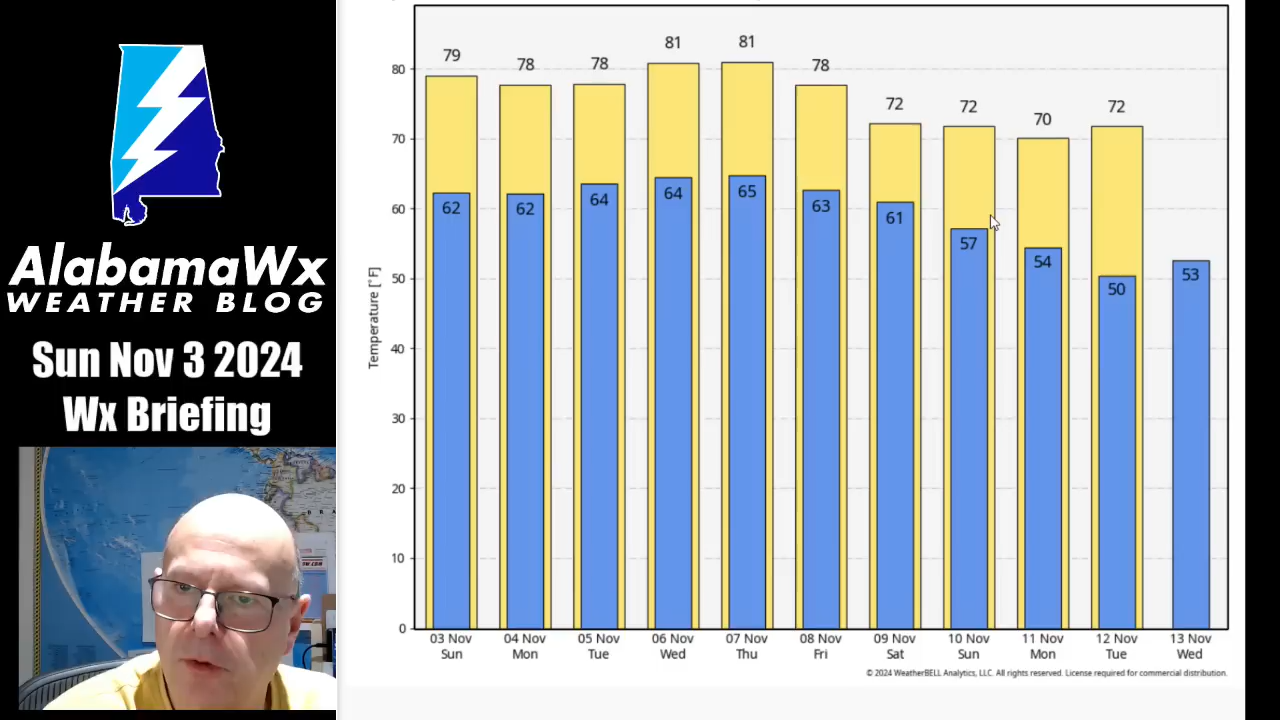 AlabamaWx
WEATHER BLOG
Sun Nov 3 2024
Wx Briefing
Temperature [°F]
80
70
60
50
40
30
20
10
0
79
78
78
81
81
78
72
72
70
72
62
62
64
64
65
63
61
57
54
50
53
03 Nov
Sun
04 Nov
Mon
05 Nov
Tue
06 Nov
Wed
07 Nov
Thu
08 Nov
Fri
09 Nov
Sat
10 Nov
Sun
11 Nov
Mon
12 Nov
Tue
13 Nov
Wed
© 2024 WeatherBELL Analytics, LLC. All rights reserved. License required for commercial distribution.